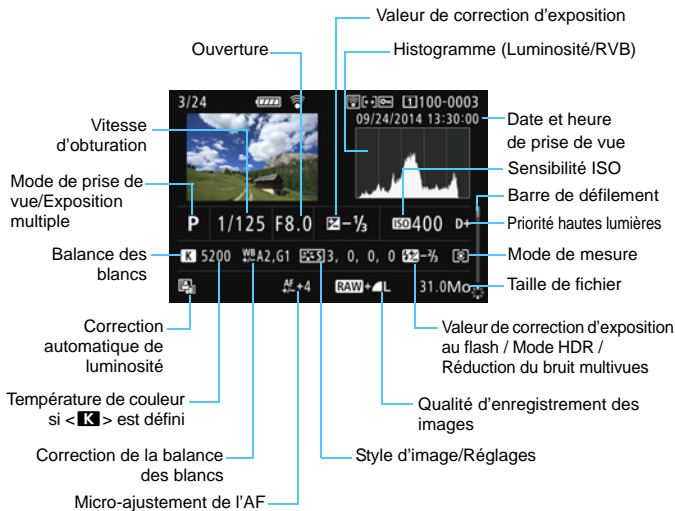 Valeur de correction d'exposition
Ouverture
Histogramme (Luminosité/RVB)
3/24
1 100-0003
09/24/2014 13:30:00
Vitesse
d'obturation
Date et heure
de prise de vue
Sensibilité ISO
Mode de prise de
vue/Exposition
multiple
Barre de défilement
P 1/125 F8.0 -⅓ ISO 400 D+
Priorité hautes lumières
Balance des
blancs
K 5200 WB A2,G1 S 3, 0, 0, 0 -⅔
Mode de mesure
AF +4 RAW+L 31.0Mo
Taille de fichier
Correction
automatique de
luminosité
Valeur de correction d'exposition
au flash / Mode HDR /
Réduction du bruit multivues
Température de couleur
si <K> est défini
Qualité d'enregistrement des
images
Correction de la balance
des blancs
Style d'image/Réglages
Micro-ajustement de l'AF